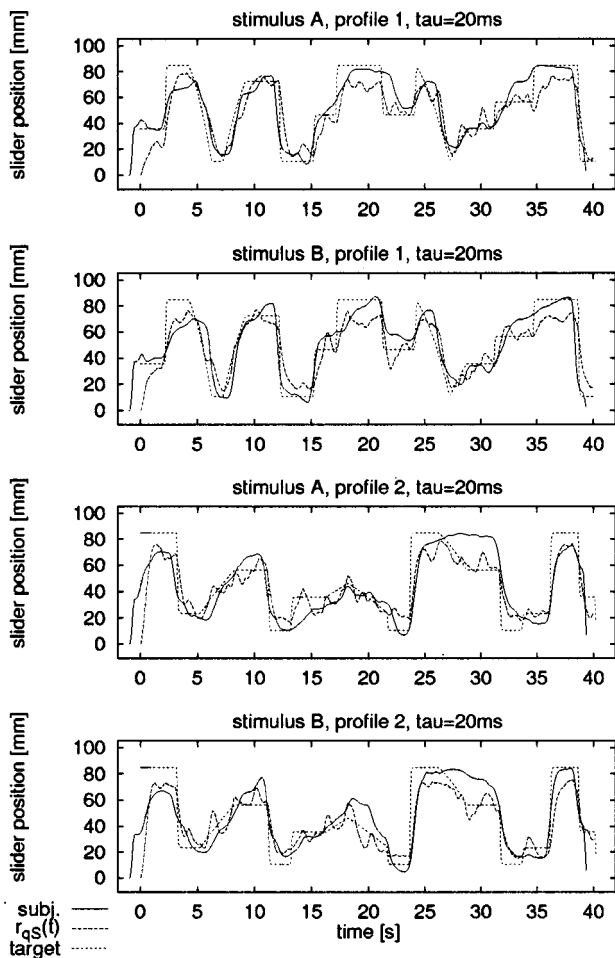 stimulus A, profile 1, tau=20ms
slider position [mm]
100
80
60
40
20
0
0 5 10 15 20 25 30 35 40
stimulus B, profile 1, tau=20ms
slider position [mm]
100
80
60
40
20
0
0 5 10 15 20 25 30 35 40
stimulus A, profile 2, tau=20ms
slider position [mm]
100
80
60
40
20
0
0 5 10 15 20 25 30 35 40
stimulus B, profile 2, tau=20ms
slider position [mm]
100
80
60
40
20
0
0 5 10 15 20 25 30 35 40
time [s]
subj.
rqS(t)
target